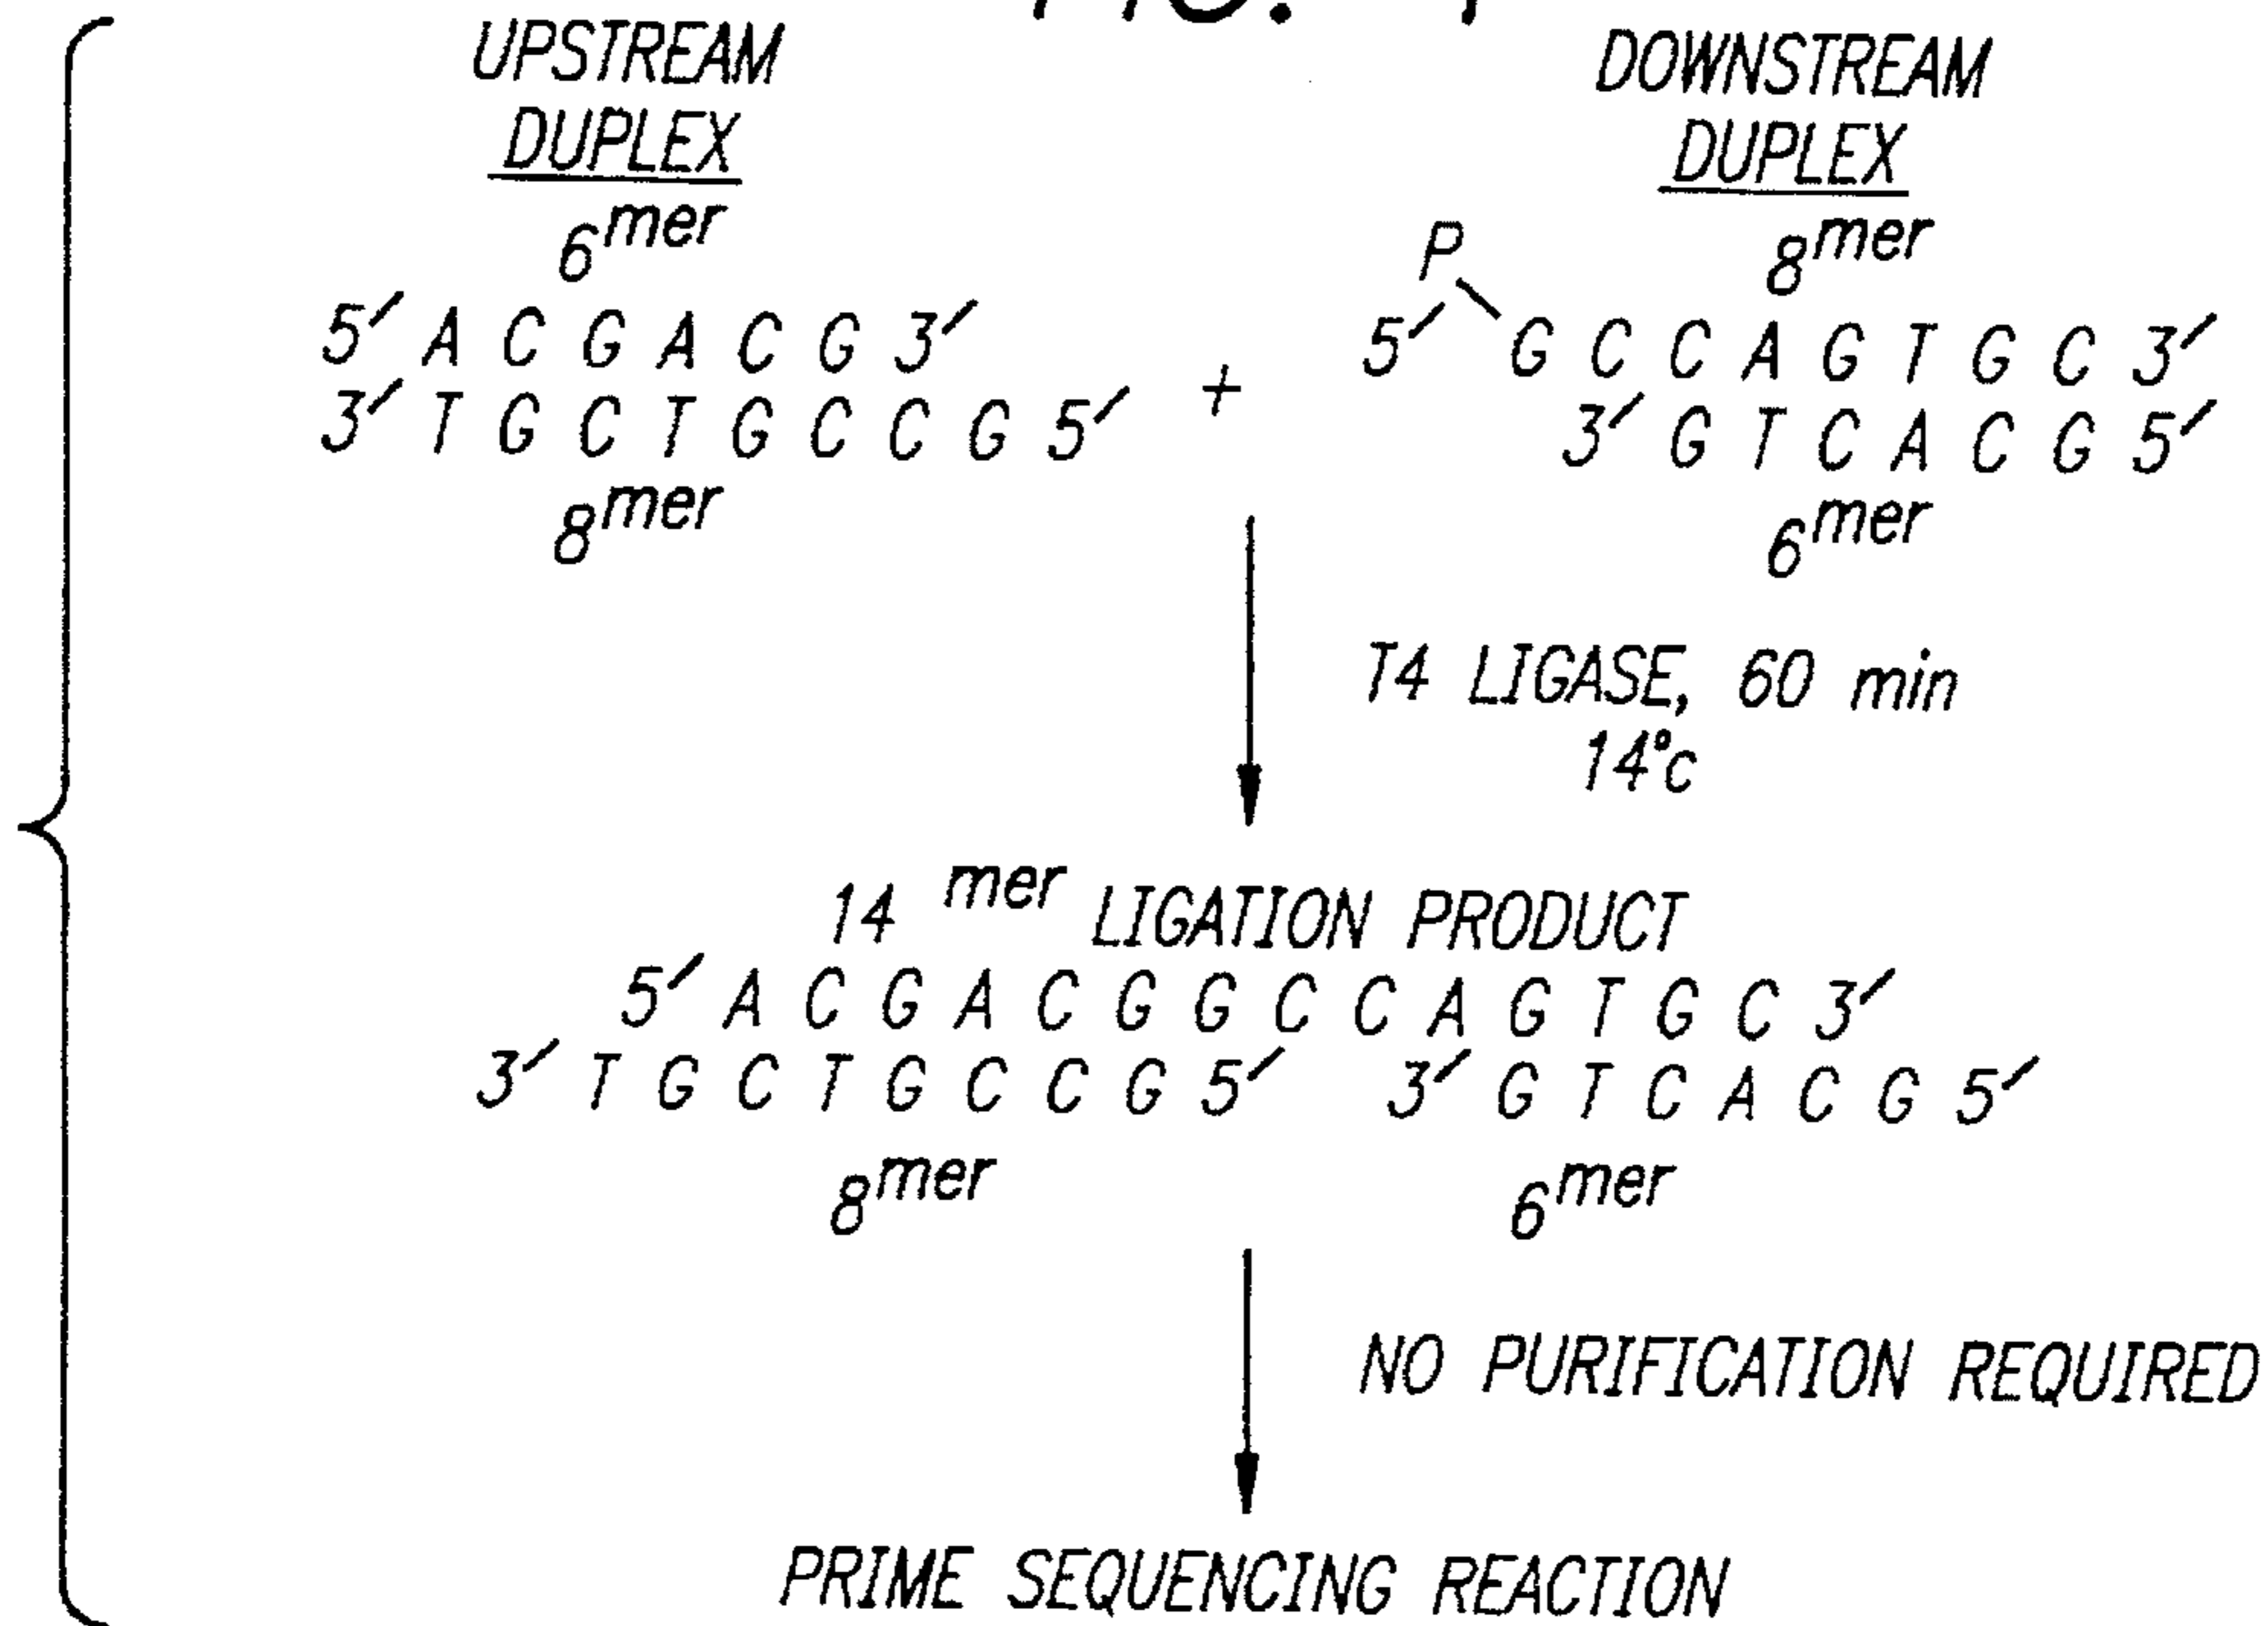 UPSTREAM
DUPLEX
6mer
5′ A C G A C G 3′
3′ T G C T G C C G 5′
8mer
+
DOWNSTREAM
DUPLEX
8mer
P
5′ G C C A G T G C 3′
3′ G T C A C G 5′
6mer
T4 LIGASE, 60 min
14°c
14 mer LIGATION PRODUCT
5′ A C G A C G G C C A G T G C 3′
3′ T G C T G C C G 5′ 3′ G T C A C G 5′
8mer 6mer
NO PURIFICATION REQUIRED
PRIME SEQUENCING REACTION